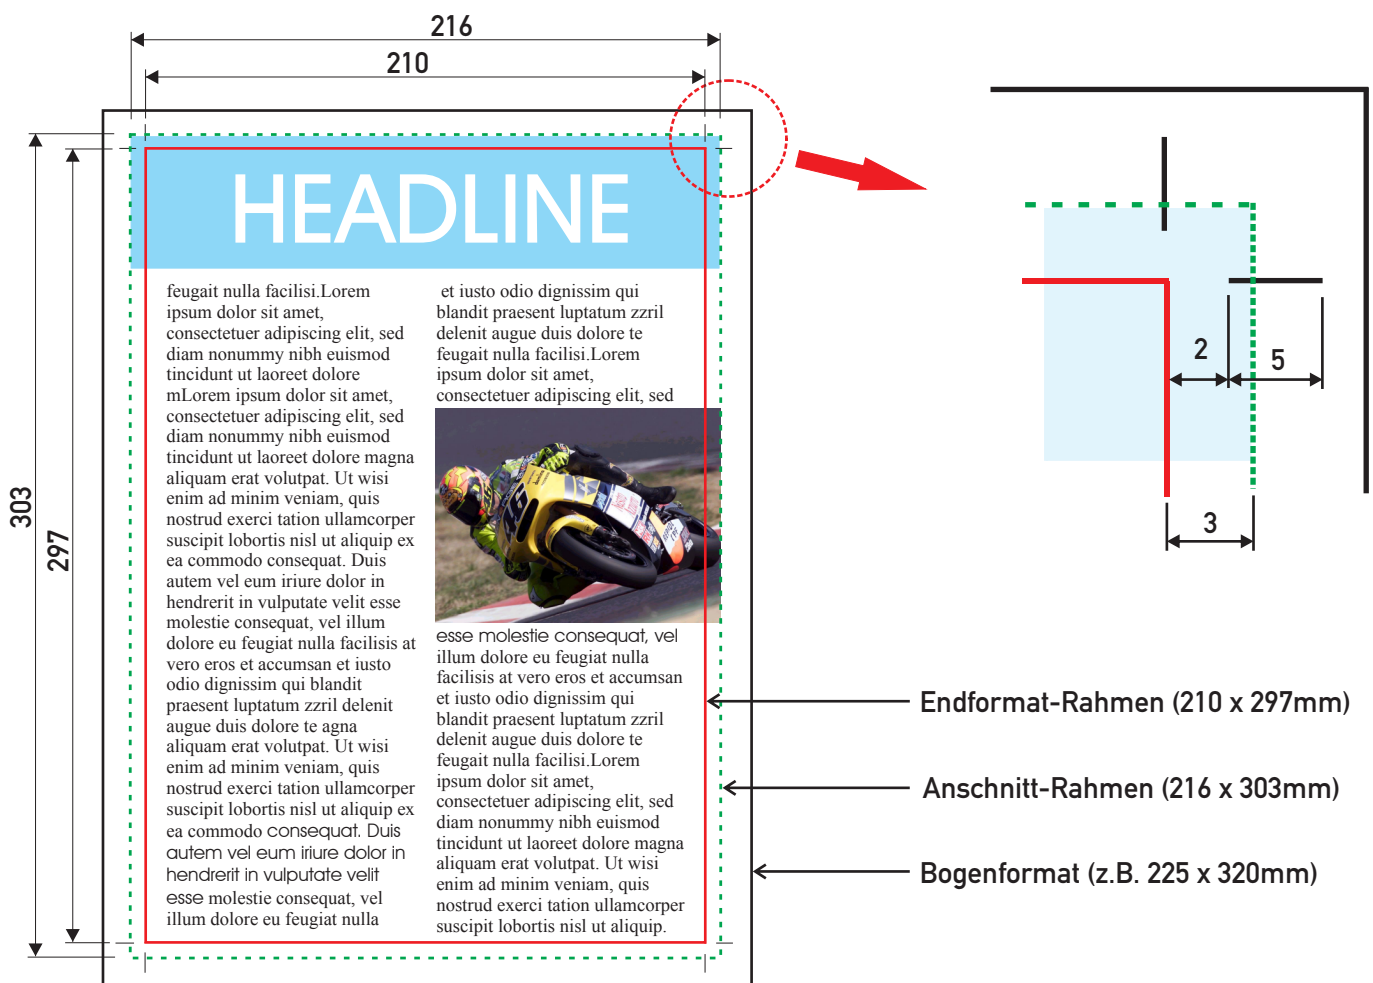 216
210
HEADLINE
feugait nulla facilisi.Lorem
ipsum dolor sit amet,
consectetuer adipiscing elit, sed
diam nonummy nibh euismod
tincidunt ut laoreet dolore
mLorem ipsum dolor sit amet,
consectetuer adipiscing elit, sed
diam nonummy nibh euismod
tincidunt ut laoreet dolore magna
aliquam erat volutpat. Ut wisi
enim ad minim veniam, quis
nostrud exerci tation ullamcorper
suscipit lobortis nisl ut aliquip ex
ea commodo consequat. Duis
autem vel eum iriure dolor in
hendrerit in vulputate velit esse
molestie consequat, vel illum
dolore eu feugiat nulla facilisis at
vero eros et accumsan et iusto
odio dignissim qui blandit
praesent luptatum zzril delenit
augue duis dolore te agna
aliquam erat volutpat. Ut wisi
enim ad minim veniam, quis
nostrud exerci tation ullamcorper
suscipit lobortis nisl ut aliquip ex
ea commodo consequat. Duis
autem vel eum iriure dolor in
hendrerit in vulputate velit
esse molestie consequat, vel
illum dolore eu feugiat nulla
et iusto odio dignissim qui
blandit praesent luptatum zzril
delenit augue duis dolore te
feugait nulla facilisi.Lorem
ipsum dolor sit amet,
consectetuer adipiscing elit, sed
46
esse molestie consequat, vel
illum dolore eu feugiat nulla
facilisis at vero eros et accumsan
et iusto odio dignissim qui
blandit praesent luptatum zzril
delenit augue duis dolore te
feugait nulla facilisi.Lorem
ipsum dolor sit amet,
consectetuer adipiscing elit, sed
diam nonummy nibh euismod
tincidunt ut laoreet dolore magna
aliquam erat volutpat. Ut wisi
enim ad minim veniam, quis
nostrud exerci tation ullamcorper
suscipit lobortis nisl ut aliquip.
303
297
2
5
3
Endformat-Rahmen (210 x 297mm)
Anschnitt-Rahmen (216 x 303mm)
Bogenformat (z.B. 225 x 320mm)